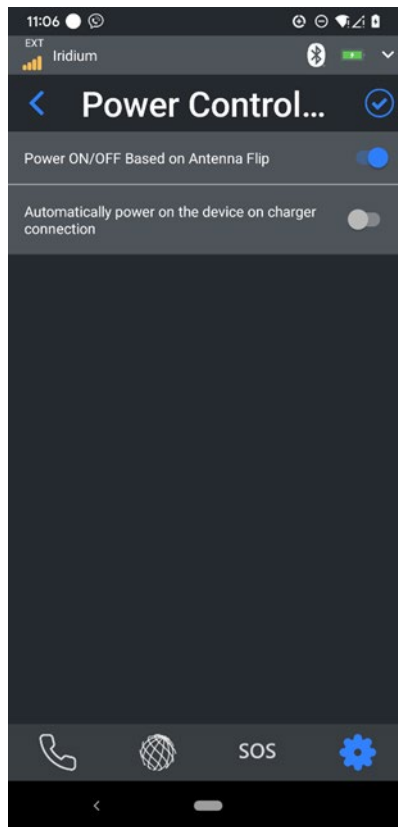 11:06
EXT
Iridium
Power Control...
Power ON/OFF Based on Antenna Flip
Automatically power on the device on charger
connection
SOS